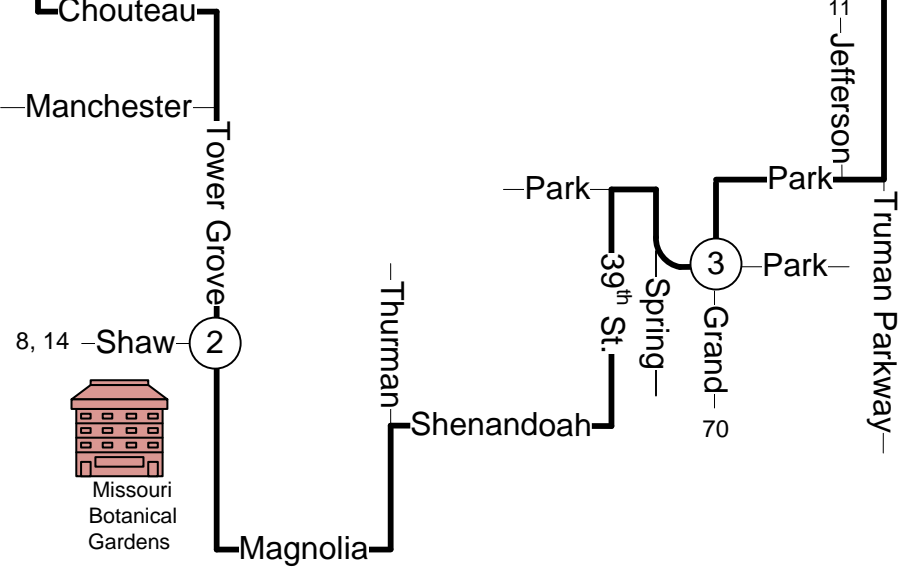 Chouteau
11
Jefferson
Manchester
Tower Grove
Park
Park
Truman Parkway
39th St.
Spring
3
Park
Thurman
Grand
8, 14
Shaw
2
Shenandoah
70
Missouri
Botanical
Gardens
Magnolia